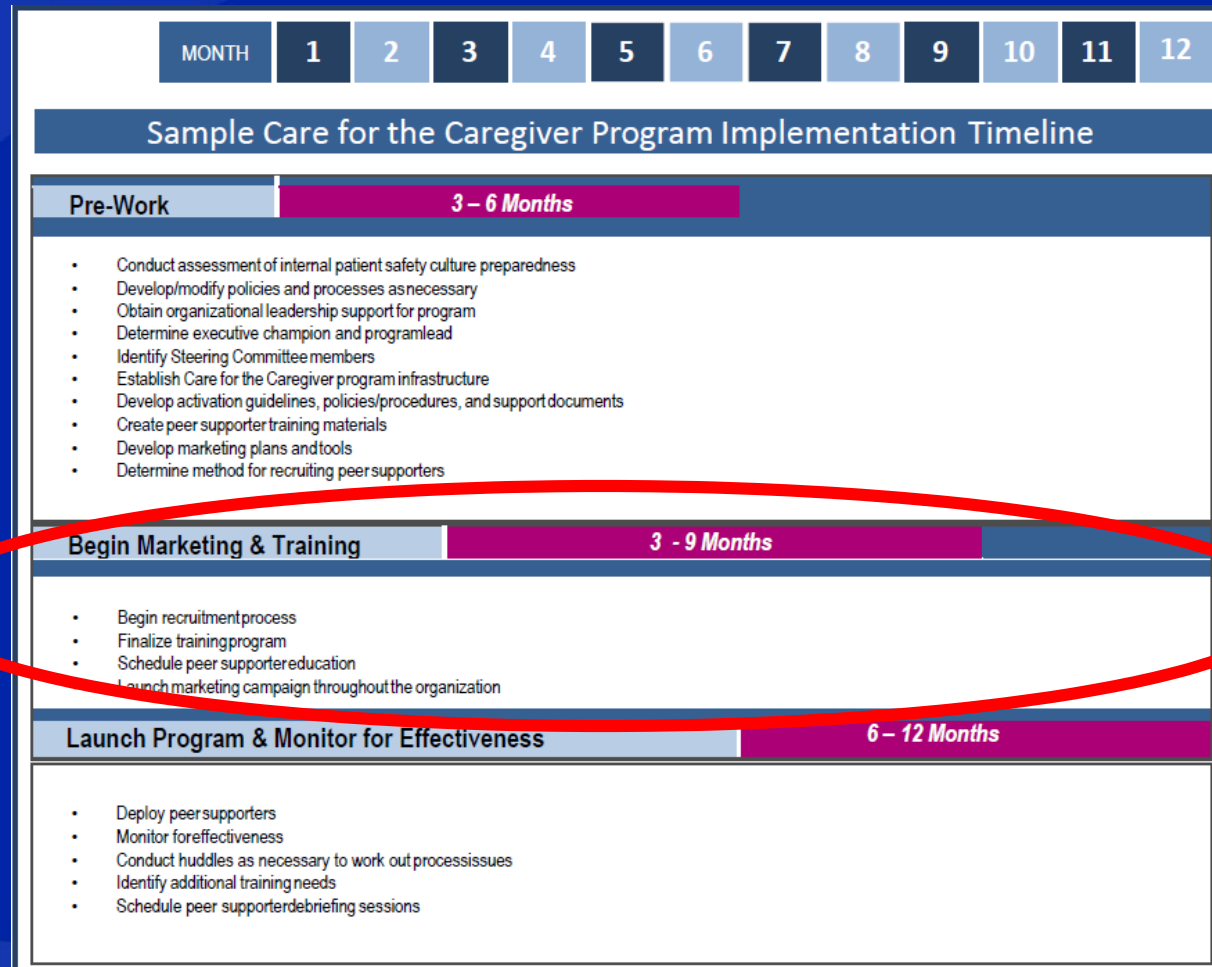 MONTH 1 2 3 4 5 6 7 8 9 10 11 12
Sample Care for the Caregiver Program Implementation Timeline
Pre-Work 3 – 6 Months
• Conduct assessment of internal patient safety culture preparedness
• Develop/modify policies and processes asnecessary
• Obtain organizational leadership support for program
• Determine executive champion and programlead
• Identify Steering Committee members
• Establish Care for the Caregiver program infrastructure
• Develop activation guidelines, policies/procedures, and support documents
• Create peer supporter training materials
• Develop marketing plans andtools
• Determine method for recruiting peer supporters
Begin Marketing & Training 3 - 9 Months
• Begin recruitmentprocess
• Finalize trainingprogram
• Schedule peer supportereducation
Launch marketing campaign throughout the organization
Launch Program & Monitor for Effectiveness 6 – 12 Months
• Deploy peer supporters
• Monitor foreffectiveness
• Conduct huddles as necessary to work out processissues
• Identify additional training needs
• Schedule peer supporterdebriefing sessions